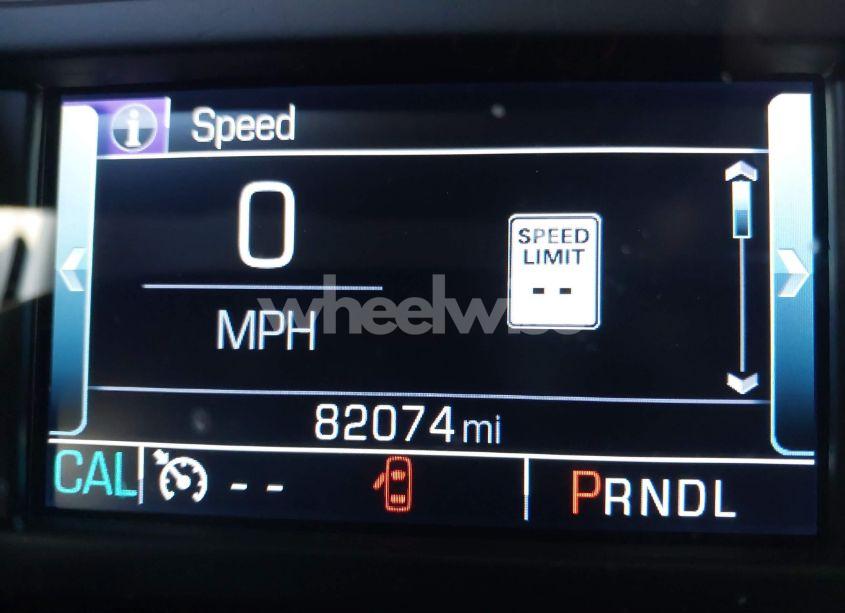 i Speed
0
MPH
SPEED
LIMIT
--
wheelwise
82074 mi
CAL -- PRNDL